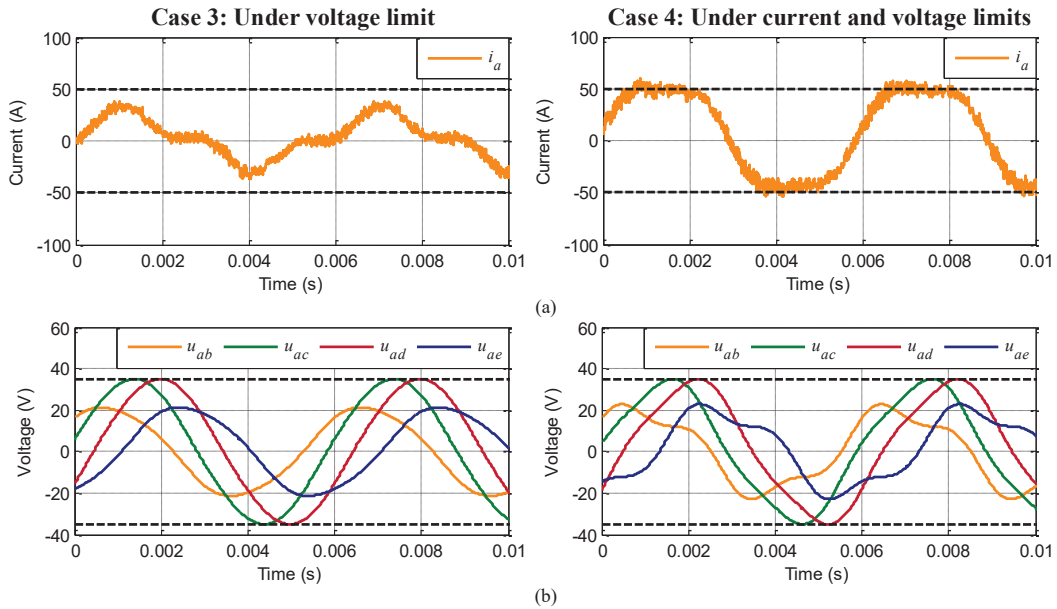 Case 3: Under voltage limit
Case 4: Under current and voltage limits
100
50
0
-50
-100
Current (A)
i_a
0 0.002 0.004 0.006 0.008 0.01
Time (s)
100
50
0
-50
-100
Current (A)
i_a
0 0.002 0.004 0.006 0.008 0.01
Time (s)
(a)
60
40
20
0
-20
-40
Voltage (V)
u_ab u_ac u_ad u_ae
0 0.002 0.004 0.006 0.008 0.01
Time (s)
60
40
20
0
-20
-40
Voltage (V)
u_ab u_ac u_ad u_ae
0 0.002 0.004 0.006 0.008 0.01
Time (s)
(b)